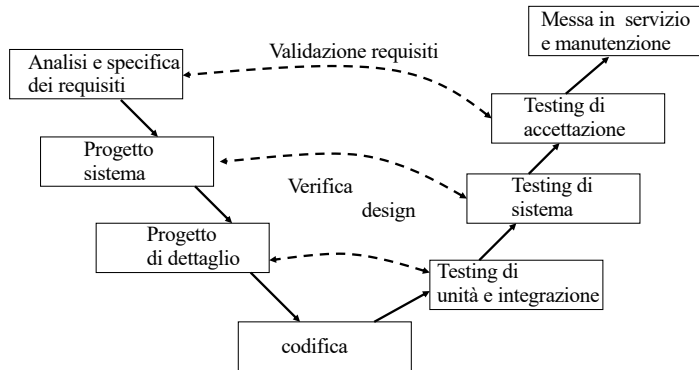 Messa in servizio
e manutenzione
Analisi e specifica
dei requisiti
Validazione requisiti
Testing di
accettazione
Progetto
sistema
Verifica
design
Testing di
sistema
Progetto
di dettaglio
Testing di
unità e integrazione
codifica